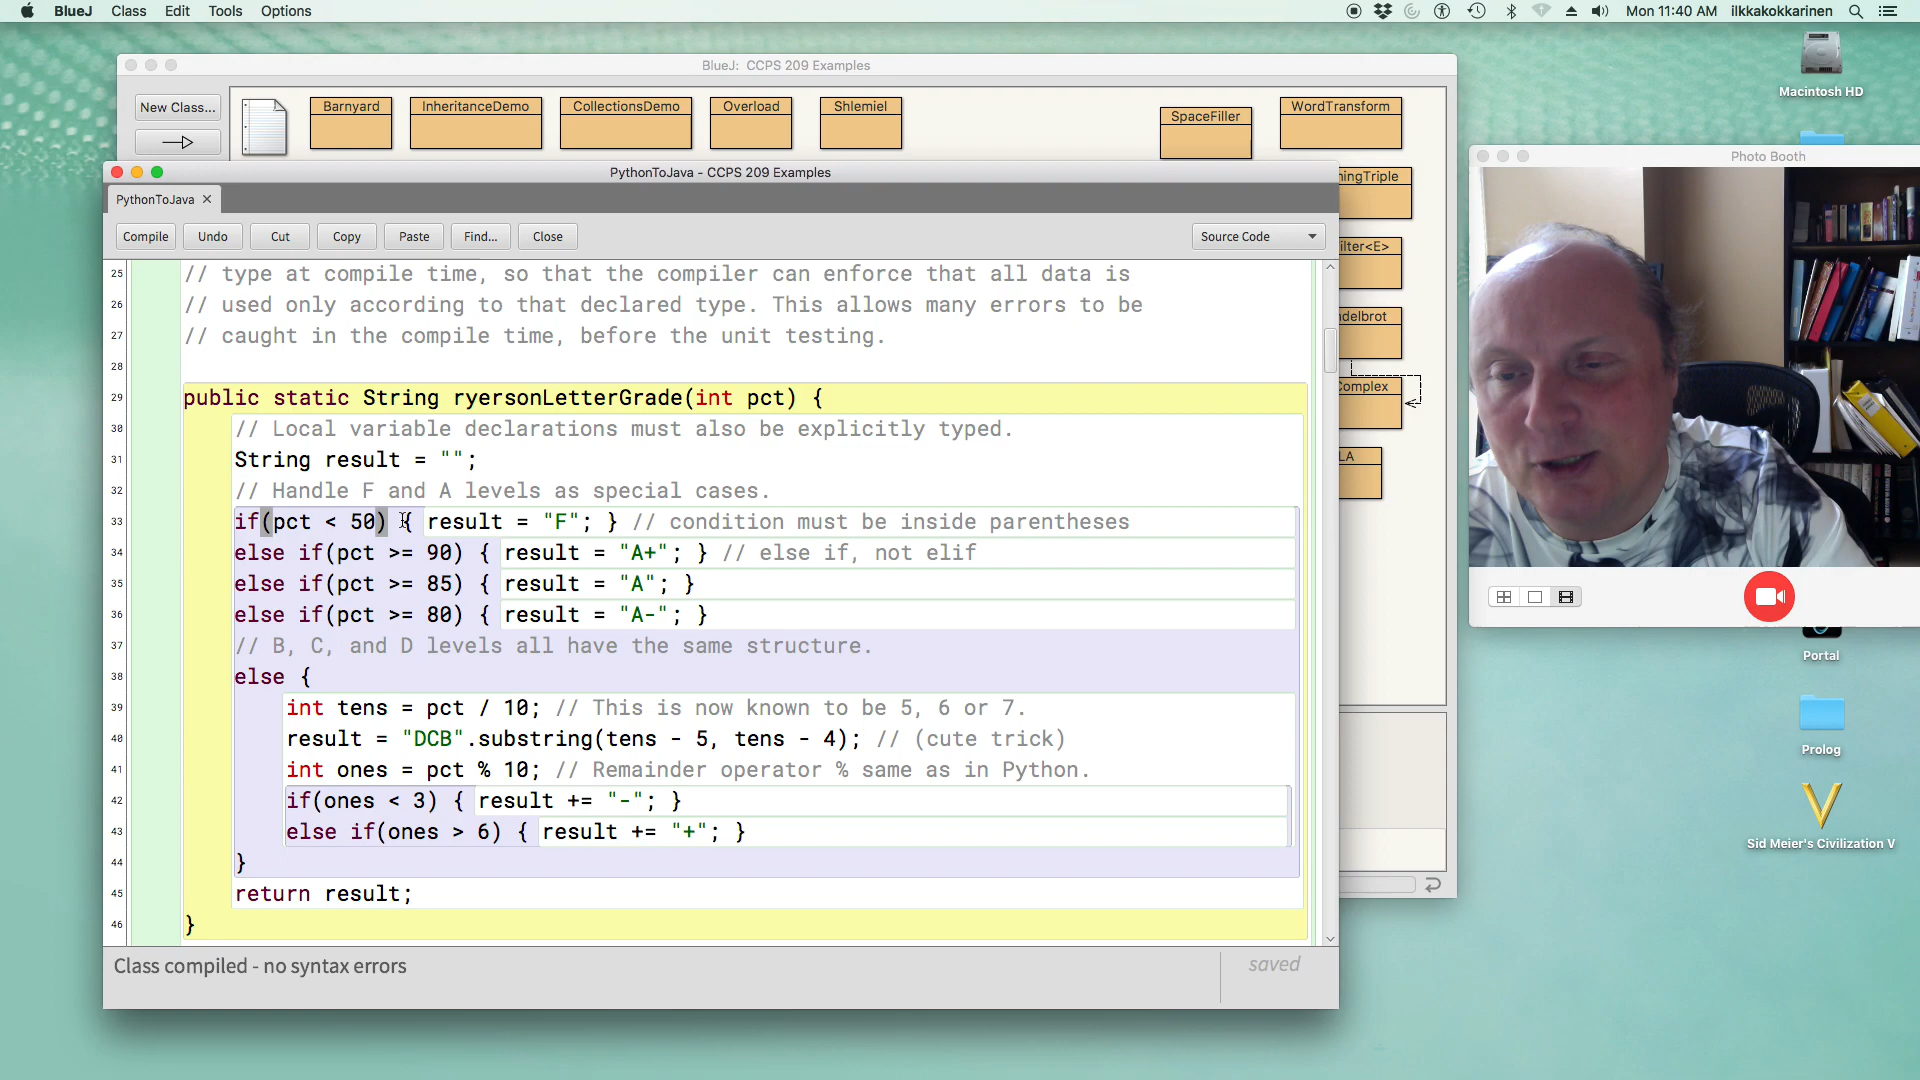 BlueJ Class Edit Tools Options
Mon 11:40 AM ilkkakokkarinen
BlueJ: CCPS 209 Examples
New Class...
Barnyard
InheritanceDemo
CollectionsDemo
Overload
Shlemiel
SpaceFiller
WordTransform
Macintosh HD
Photo Booth
PythonToJava - CCPS 209 Examples
PythonToJava
Compile Undo Cut Copy Paste Find... Close Source Code
ningTriple
ilter<E>
ndelbrot
Complex
LA
25 // type at compile time, so that the compiler can enforce that all data is
26 // used only according to that declared type. This allows many errors to be
27 // caught in the compile time, before the unit testing.
28
29 public static String ryersonLetterGrade(int pct) {
30 // Local variable declarations must also be explicitly typed.
31 String result = "";
32 // Handle F and A levels as special cases.
33 if(pct < 50) { result = "F"; } // condition must be inside parentheses
34 else if(pct >= 90) { result = "A+"; } // else if, not elif
35 else if(pct >= 85) { result = "A"; }
36 else if(pct >= 80) { result = "A-"; }
37 // B, C, and D levels all have the same structure.
38 else {
39 int tens = pct / 10; // This is now known to be 5, 6 or 7.
40 result = "DCB".substring(tens - 5, tens - 4); // (cute trick)
41 int ones = pct % 10; // Remainder operator % same as in Python.
42 if(ones < 3) { result += "-"; }
43 else if(ones > 6) { result += "+"; }
44 }
45 return result;
46 }
Class compiled - no syntax errors
saved
Portal
Prolog
Sid Meier's Civilization V